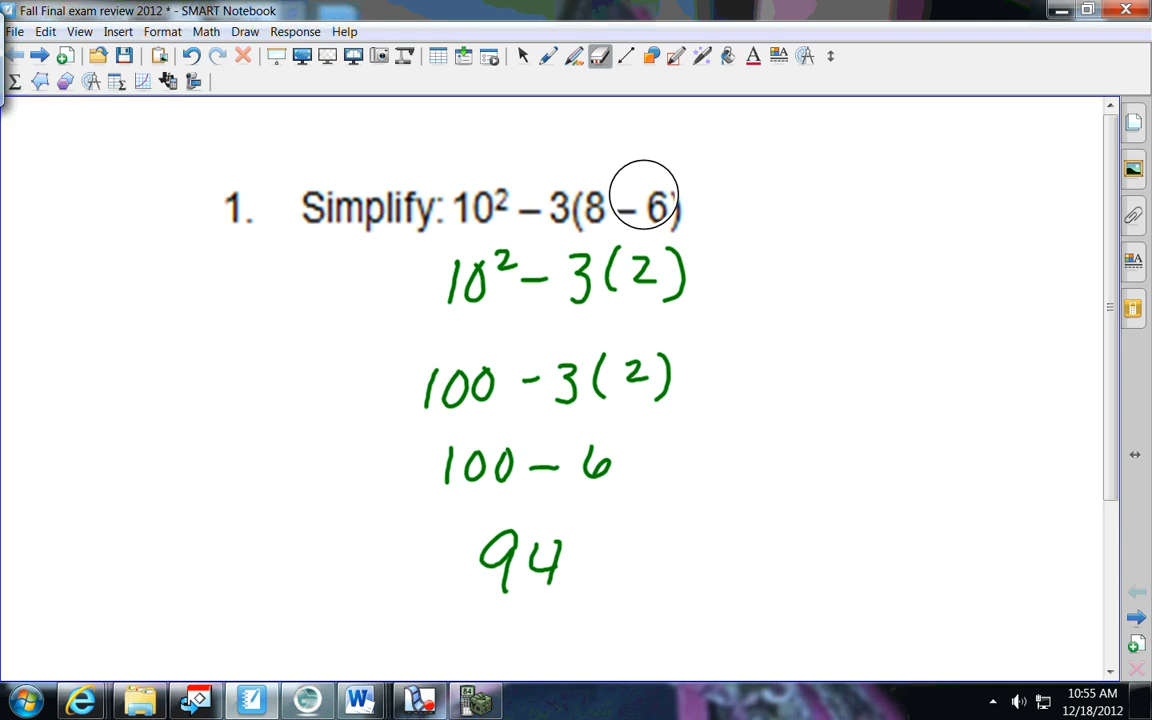 Fall Final exam review 2012 * - SMART Notebook
File Edit View Insert Format Math Draw Response Help
1. Simplify: 10² – 3(8 – 6)
10² - 3(2)
100 - 3(2)
100 - 6
94
10:55 AM
12/18/2012